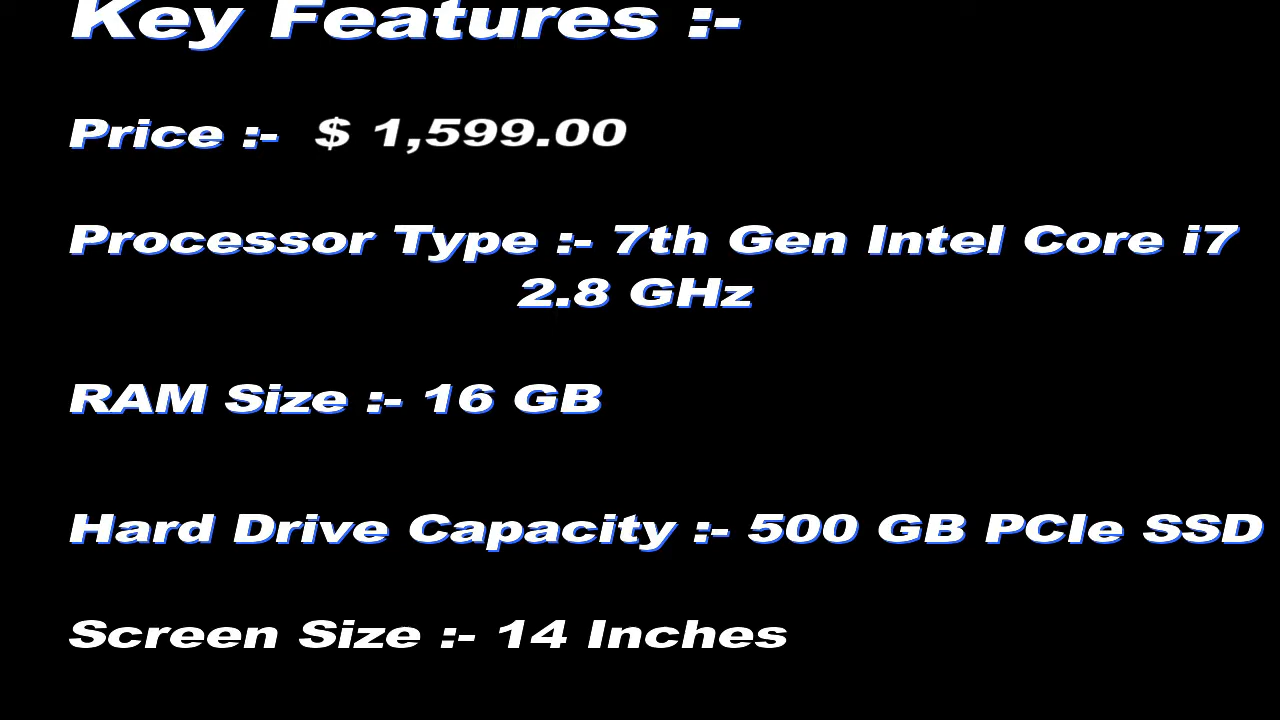 Key Features :-
Price :- $ 1,599.00
Processor Type :- 7th Gen Intel Core i7
2.8 GHz
RAM Size :- 16 GB
Hard Drive Capacity :- 500 GB PCIe SSD
Screen Size :- 14 Inches